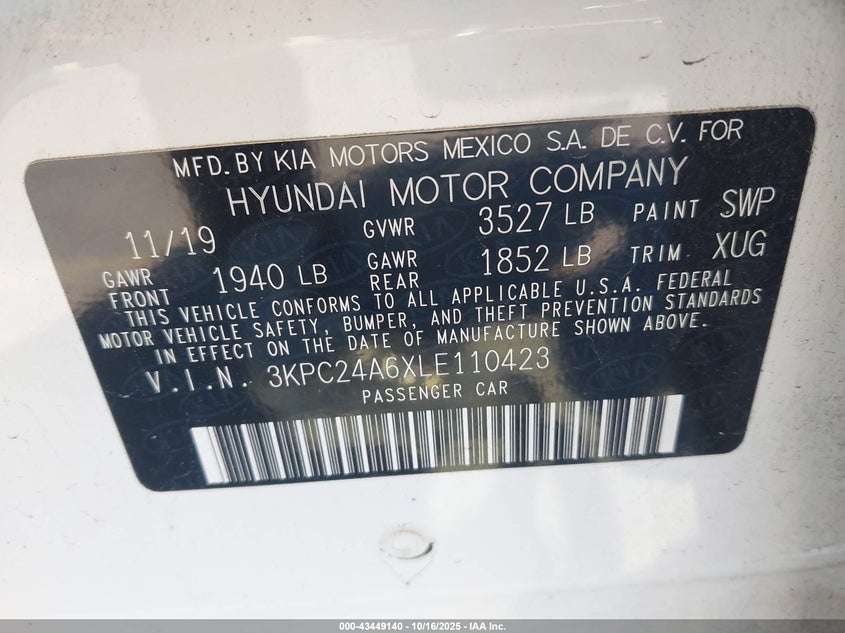 MFD. BY KIA MOTORS MEXICO S.A. DE C.V. FOR
HYUNDAI MOTOR COMPANY
11/19 GVWR 3527 LB PAINT SWP
GAWR FRONT 1940 LB GAWR REAR 1852 LB TRIM XUG
THIS VEHICLE CONFORMS TO ALL APPLICABLE U.S.A. FEDERAL
MOTOR VEHICLE SAFETY, BUMPER, AND THEFT PREVENTION STANDARDS
IN EFFECT ON THE DATE OF MANUFACTURE SHOWN ABOVE.
V.I.N. 3KPC24A6XLE110423
PASSENGER CAR
000-43449140 - 10/16/2025 - IAA Inc.